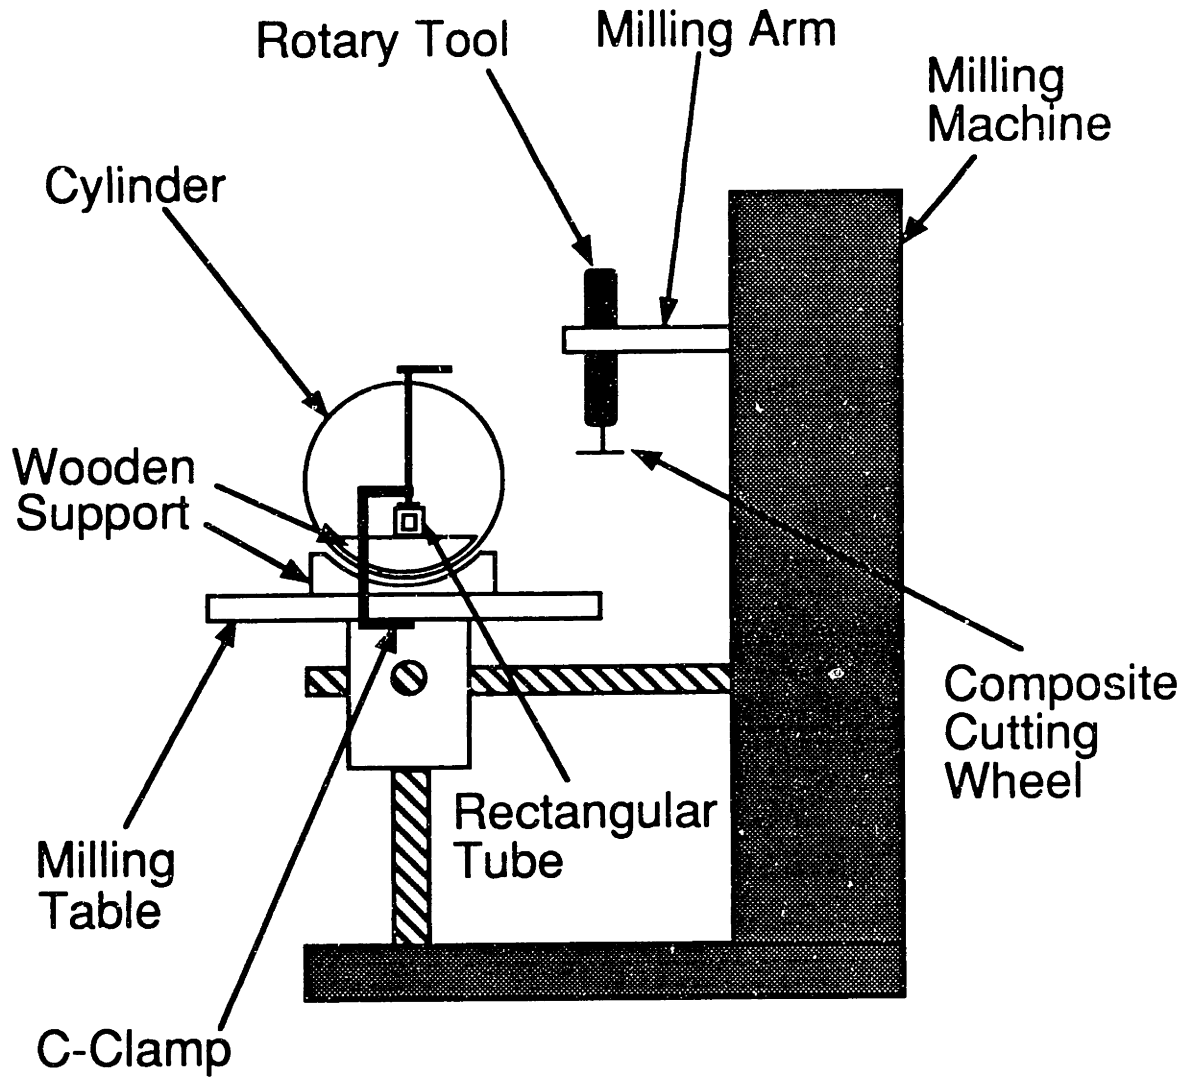 Rotary Tool
Milling Arm
Milling
Machine
Cylinder
Wooden
Support
Composite
Cutting
Wheel
Rectangular
Tube
Milling
Table
C-Clamp